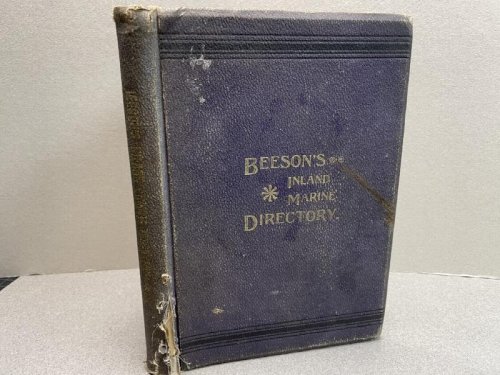 BEESON'S
INLAND
MARINE
DIRECTORY.